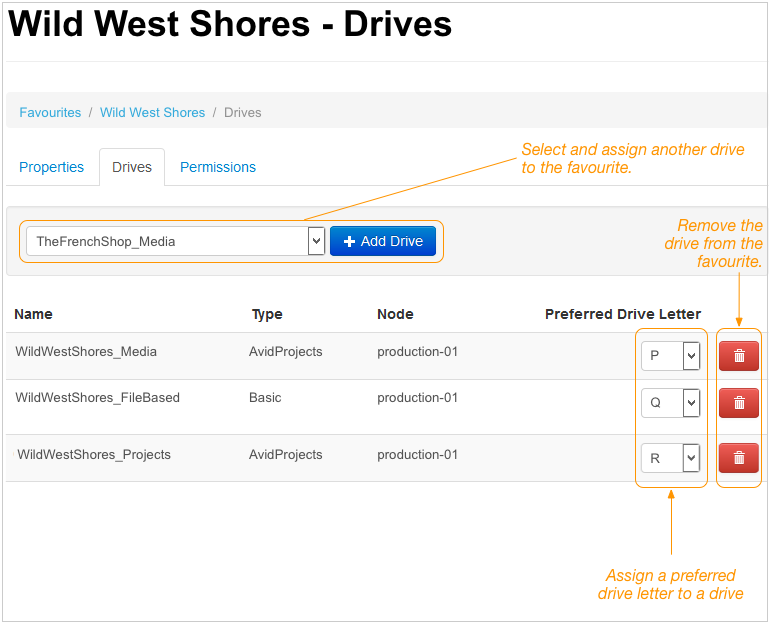 Wild West Shores - Drives
Favourites / Wild West Shores / Drives
Properties Drives Permissions
Select and assign another drive
to the favourite.
TheFrenchShop_Media Add Drive
Remove the
drive from the
favourite.
Name Type Node Preferred Drive Letter
WildWestShores_Media AvidProjects production-01 P
WildWestShores_FileBased Basic production-01 Q
WildWestShores_Projects AvidProjects production-01 R
Assign a preferred
drive letter to a drive